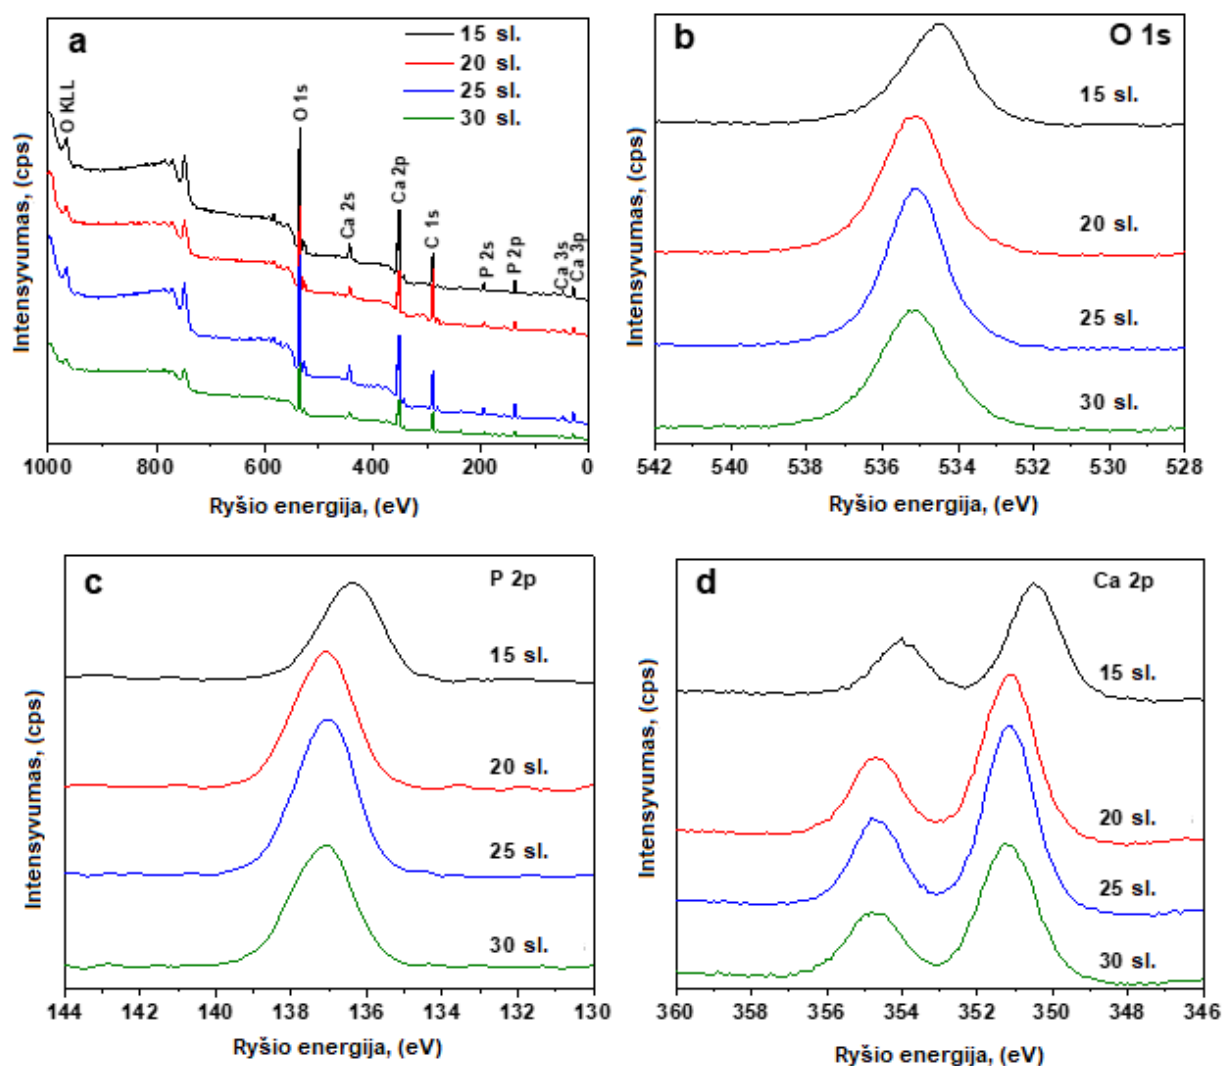 a
15 sl.
20 sl.
25 sl.
30 sl.
O KLL
O 1s
Ca 2s
Ca 2p
C 1s
P 2s
P 2p
Ca 3s
Ca 3p
Intensyvumas, (cps)
1000 800 600 400 200 0
Ryšio energija, (eV)
b
O 1s
15 sl.
20 sl.
25 sl.
30 sl.
Intensyvumas, (cps)
542 540 538 536 534 532 530 528
Ryšio energija, (eV)
c
P 2p
15 sl.
20 sl.
25 sl.
30 sl.
Intensyvumas, (cps)
144 142 140 138 136 134 132 130
Ryšio energija, (eV)
d
Ca 2p
15 sl.
20 sl.
25 sl.
30 sl.
Intensyvumas, (cps)
360 358 356 354 352 350 348 346
Ryšio energija, (eV)